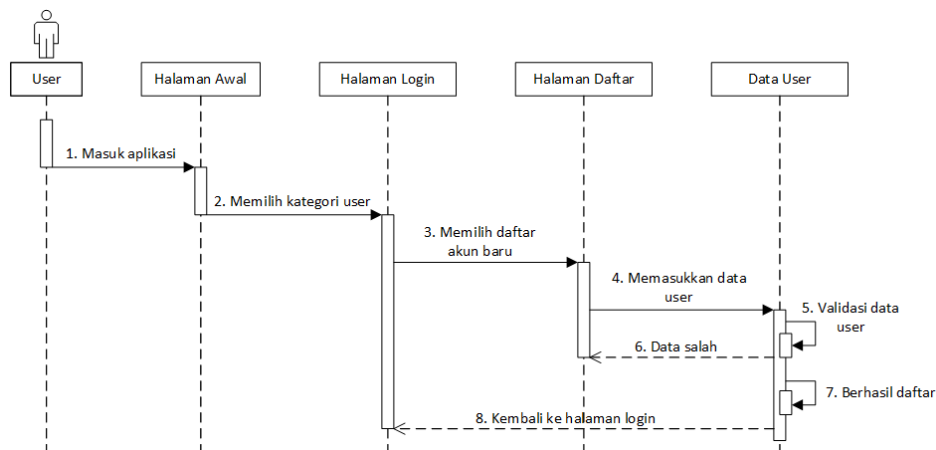 User
Halaman Awal
Halaman Login
Halaman Daftar
Data User
1. Masuk aplikasi
2. Memilih kategori user
3. Memilih daftar
akun baru
4. Memasukkan data
user
5. Validasi data
user
6. Data salah
7. Berhasil daftar
8. Kembali ke halaman login